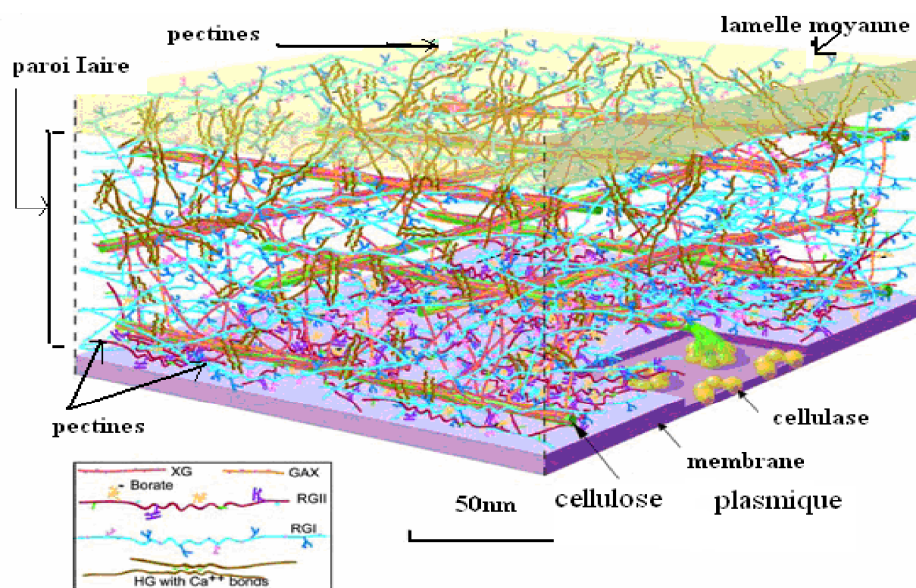 pectines
lamelle moyanne
paroi Iaire
cellulase
pectines
membrane
50nm
cellulose
plasmique
XG
GAX
- Borate
RGII
RGI
HG with Ca⁺⁺ bonds